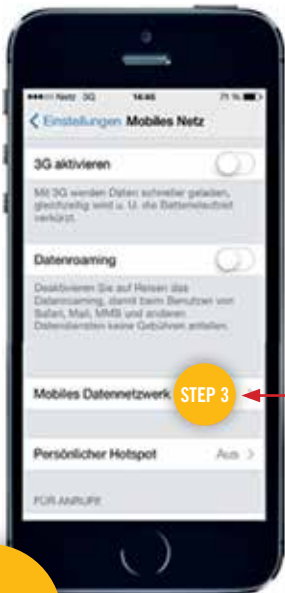 Netz 3G 14:45 71 %
Einstellungen Mobiles Netz
3G aktivieren
Mit 3G werden Daten schneller geladen,
gleichzeitig wird u. U. die Batterielaufzeit
verkürzt.
Datenroaming
Deaktivieren Sie auf Reisen das
Datenroaming, damit beim Benutzen von
Safari, Mail, MMS und anderen
Datendiensten keine Gebühren anfallen.
Mobiles Datennetzwerk STEP 3
Persönlicher Hotspot Aus
FÜR ANRUFE